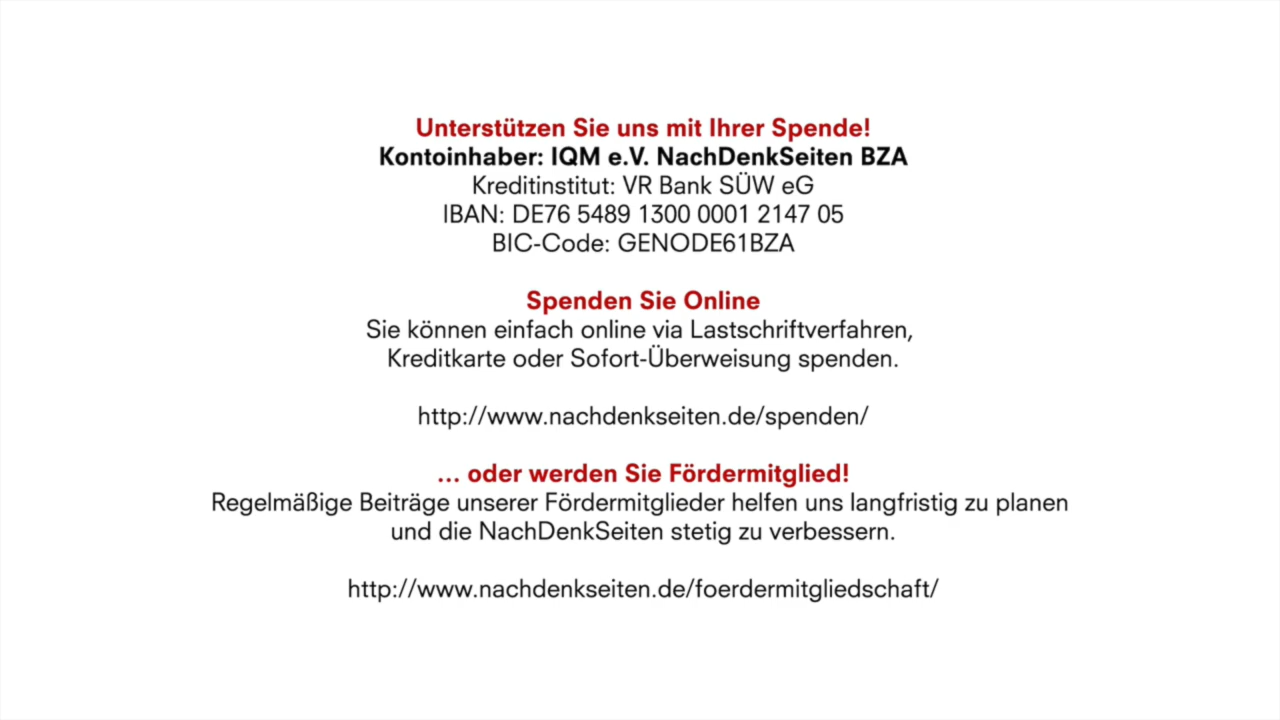 Unterstützen Sie uns mit Ihrer Spende!
Kontoinhaber: IQM e.V. NachDenkSeiten BZA
Kreditinstitut: VR Bank SÜW eG
IBAN: DE76 5489 1300 0001 2147 05
BIC-Code: GENODE61BZA
Spenden Sie Online
Sie können einfach online via Lastschriftverfahren,
Kreditkarte oder Sofort-Überweisung spenden.
http://www.nachdenkseiten.de/spenden/
... oder werden Sie Fördermitglied!
Regelmäßige Beiträge unserer Fördermitglieder helfen uns langfristig zu planen
und die NachDenkSeiten stetig zu verbessern.
http://www.nachdenkseiten.de/foerdermitgliedschaft/